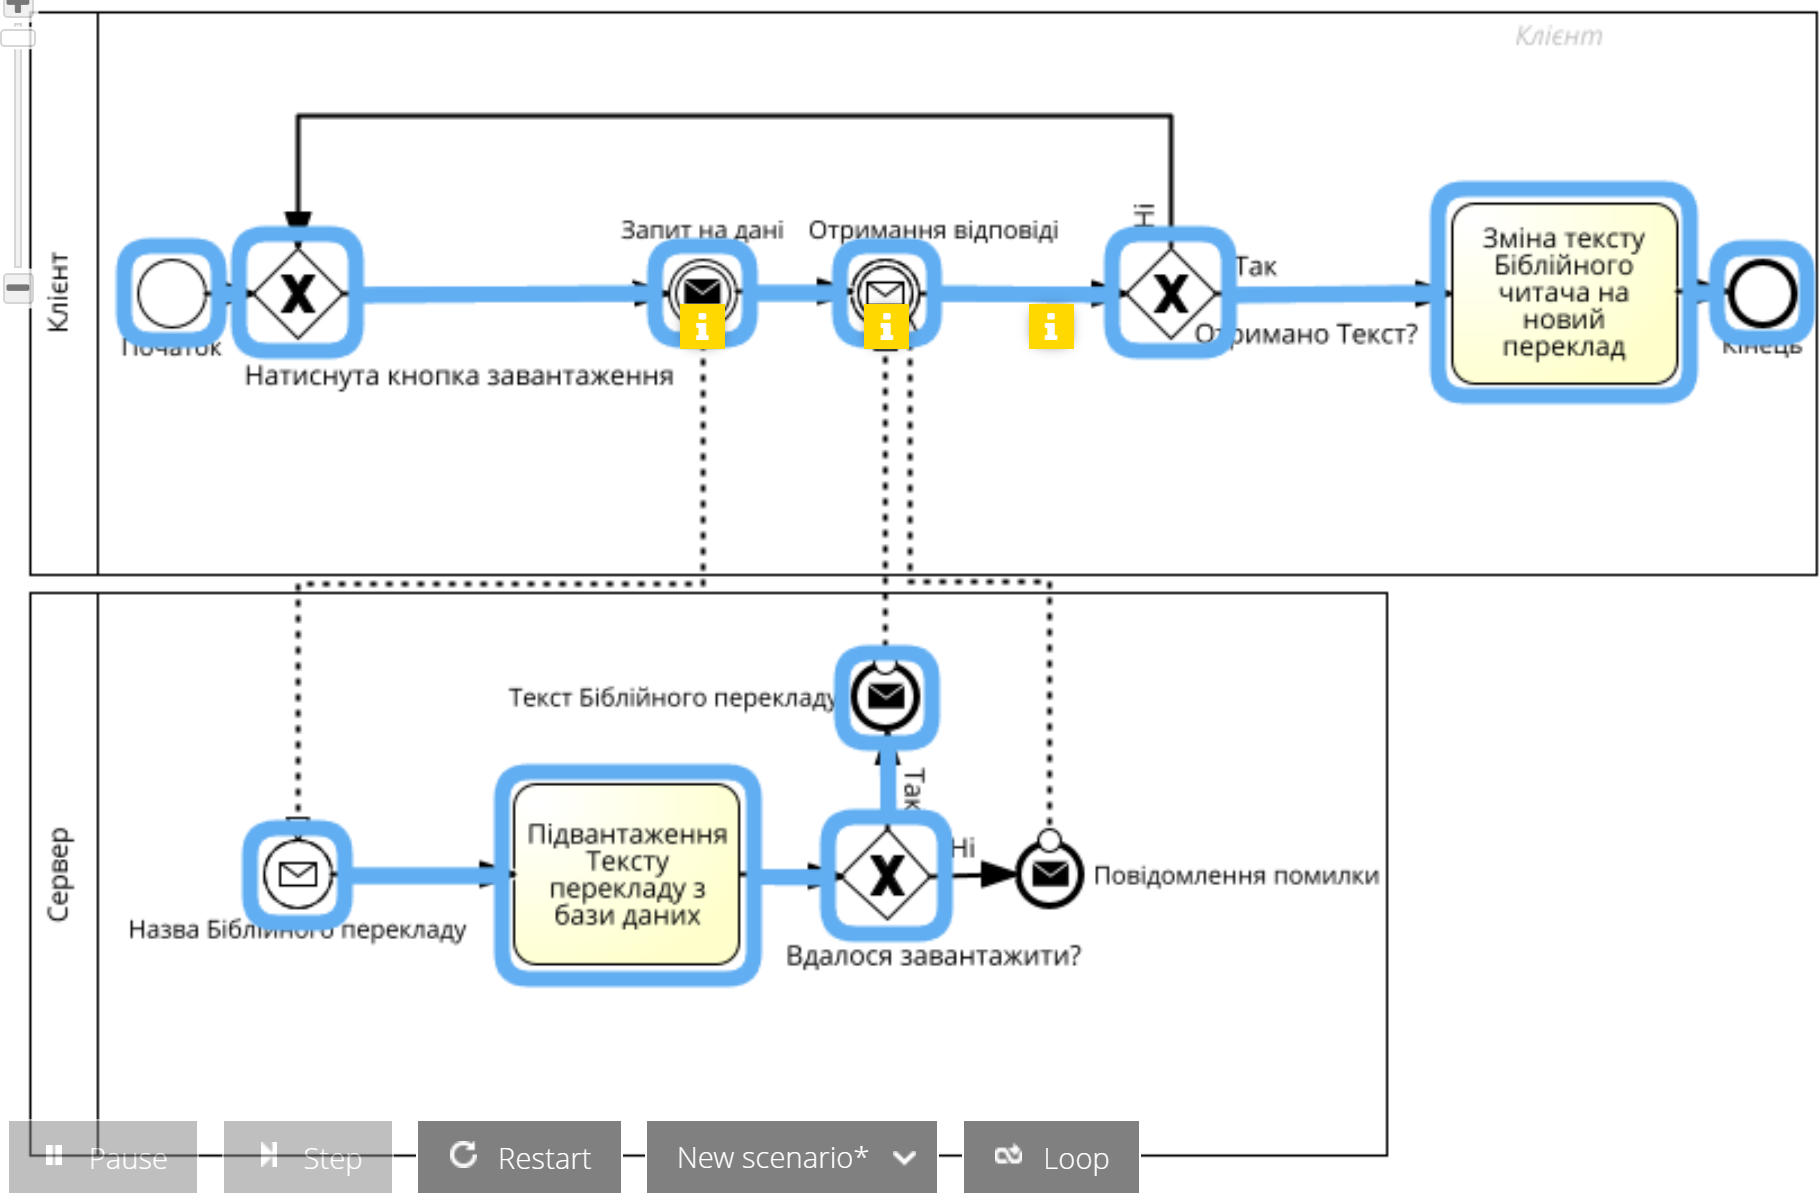 Клієнт
Клієнт
Запит на дані
Отримання відповіді
Ні
Так
Зміна тексту
Біблійного
читача на
новий
переклад
Початок
Отримано Текст?
Кінець
Натиснута кнопка завантаження
Сервер
Текст Біблійного перекладу
Так
Підвантаження
Тексту
перекладу з
бази даних
Ні
Повідомлення помилки
Назва Біблійного перекладу
Вдалося завантажити?
Pause
Step
Restart
New scenario*
Loop